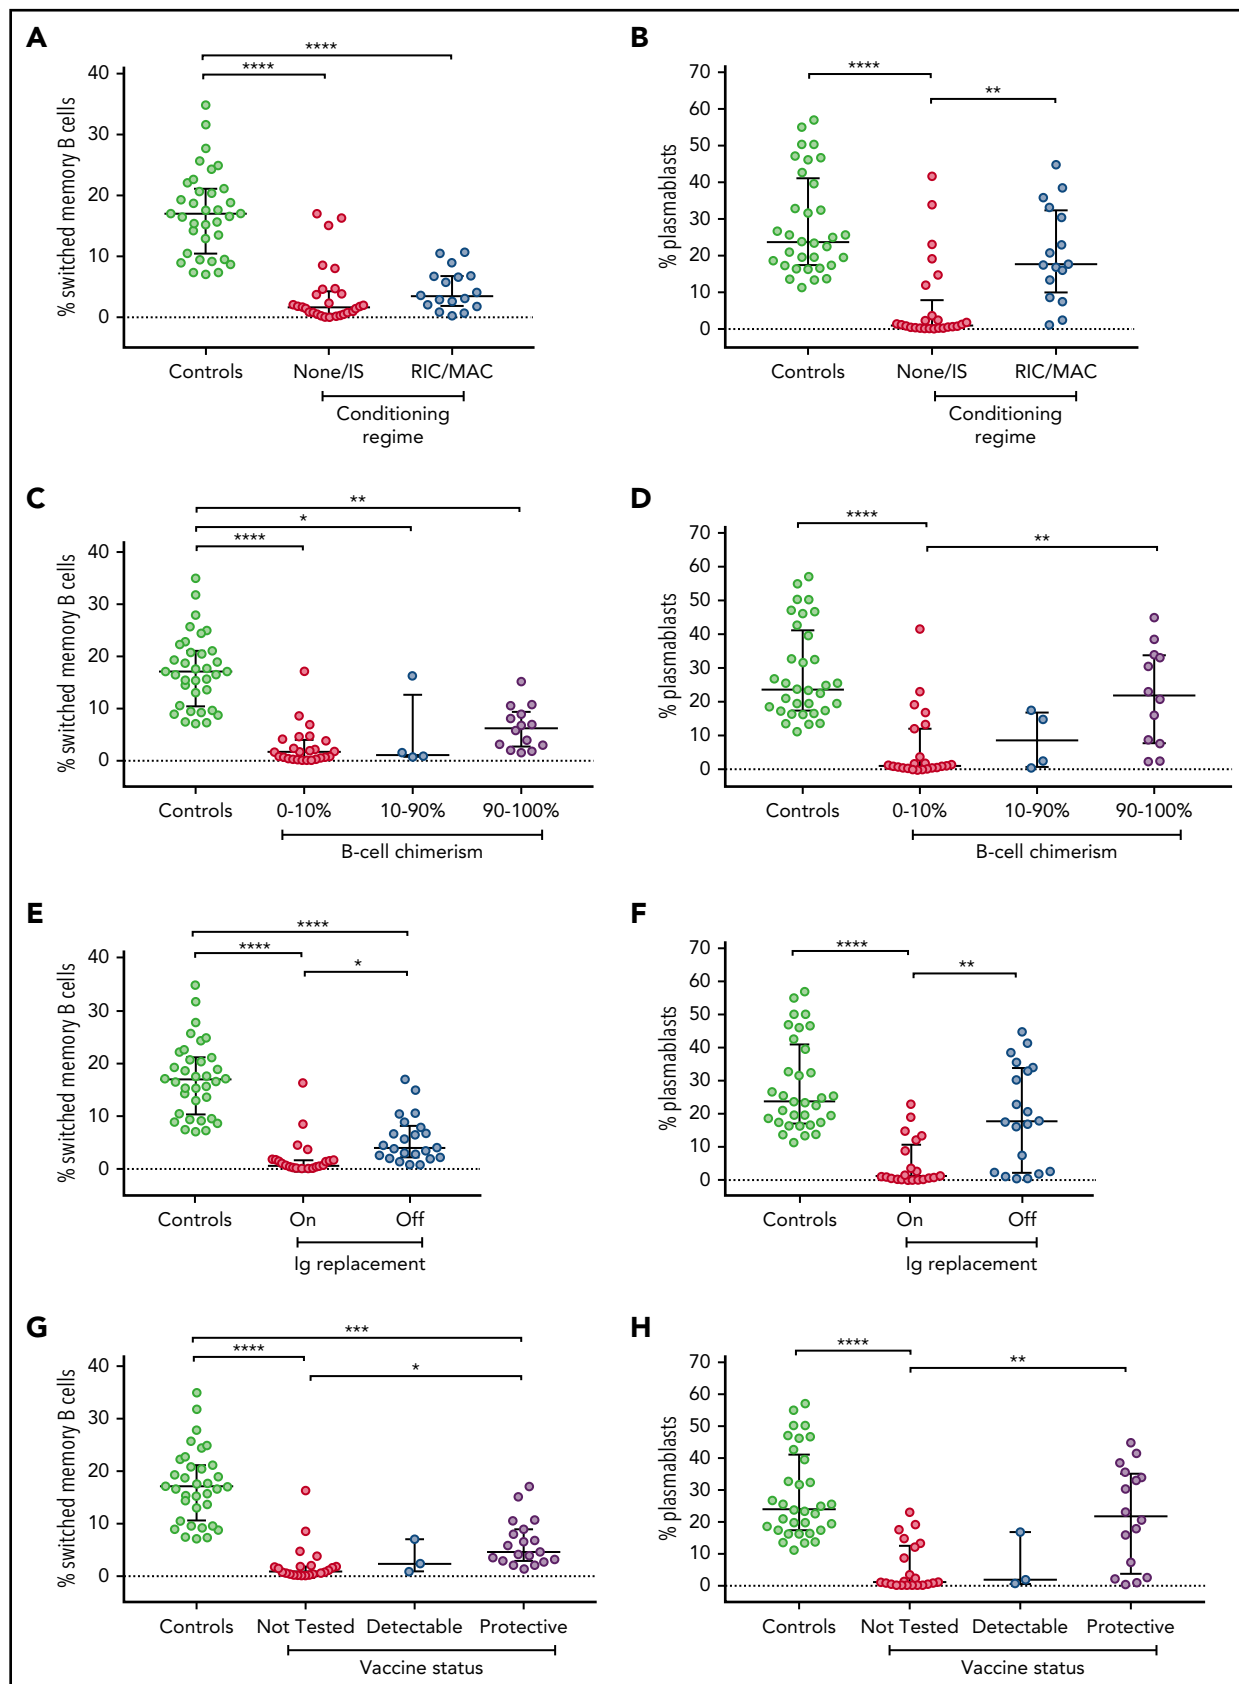 A
% switched memory B cells
40
30
20
10
0
****
****
Controls
None/IS
RIC/MAC
Conditioning
regime
B
% plasmablasts
70
60
50
40
30
20
10
0
****
**
Controls
None/IS
RIC/MAC
Conditioning
regime
C
% switched memory B cells
40
30
20
10
0
**
*
****
Controls
0-10%
10-90%
90-100%
B-cell chimerism
D
% plasmablasts
70
60
50
40
30
20
10
0
****
**
Controls
0-10%
10-90%
90-100%
B-cell chimerism
E
% switched memory B cells
40
30
20
10
0
****
****
*
Controls
On
Off
Ig replacement
F
% plasmablasts
70
60
50
40
30
20
10
0
****
**
Controls
On
Off
Ig replacement
G
% switched memory B cells
40
30
20
10
0
***
****
*
Controls
Not Tested
Detectable
Protective
Vaccine status
H
% plasmablasts
70
60
50
40
30
20
10
0
****
**
Controls
Not Tested
Detectable
Protective
Vaccine status